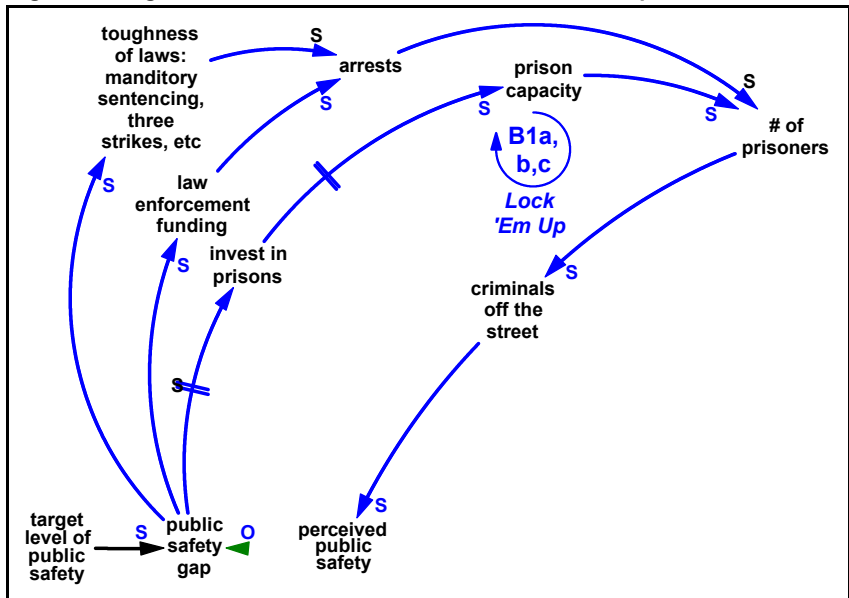 toughness
of laws:
manditory
sentencing,
three
strikes, etc
S
arrests
S
S
law
enforcement
funding
S
invest in
prisons
S
prison
capacity
S
S
S
# of
prisoners
B1a,
b,c
Lock
'Em Up
S
criminals
off the
street
S
perceived
public
safety
target
level of
public
safety
S
public
safety
gap
O